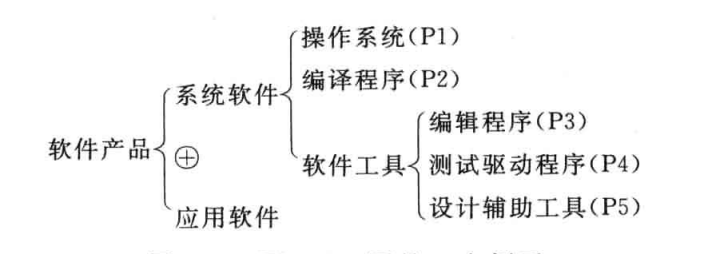 操作系统(P1)
系统软件
编译程序(P2)
编辑程序(P3)
软件产品
⊕
软件工具
测试驱动程序(P4)
应用软件
设计辅助工具(P5)